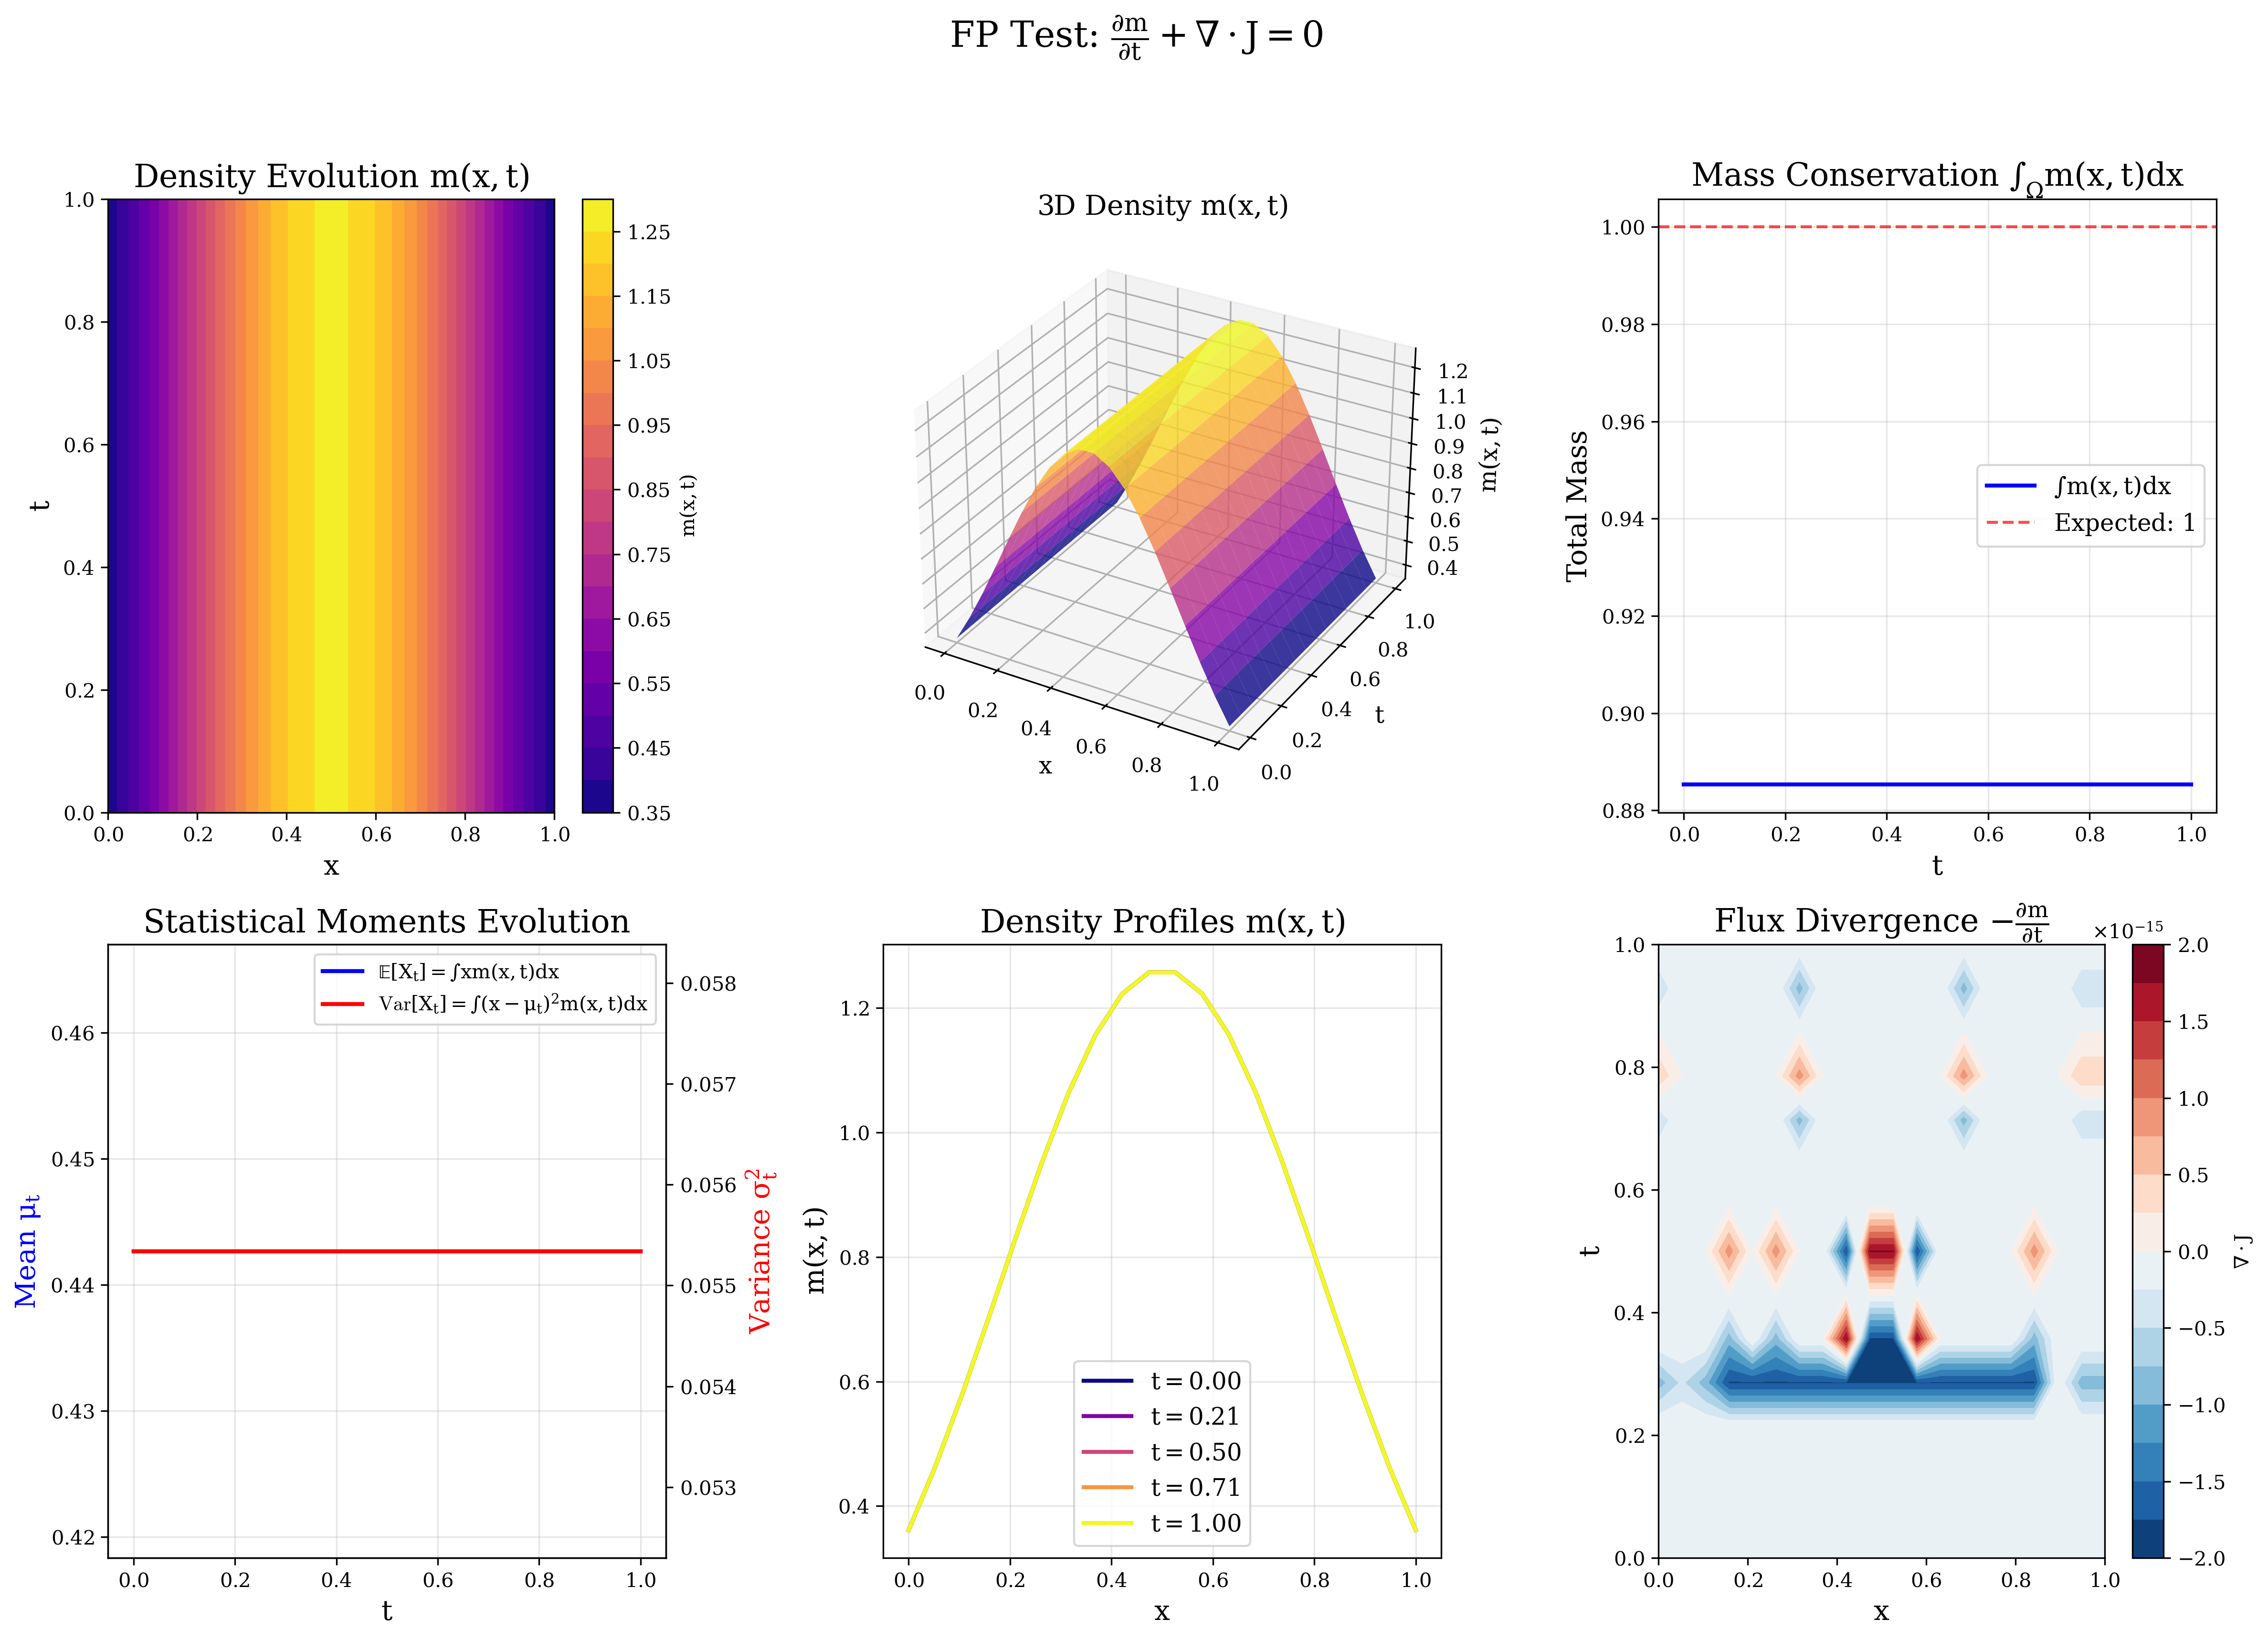 FP Test: ∂m/∂t + ∇ · J = 0
Density Evolution m(x, t)
1.0
0.8
0.6
0.4
0.2
0.0
t
0.0 0.2 0.4 0.6 0.8 1.0
x
1.25
1.15
1.05
0.95
0.85
0.75
0.65
0.55
0.45
0.35
m(x, t)
3D Density m(x, t)
1.2
1.1
1.0
0.9
0.8
0.7
0.6
0.5
0.4
m(x, t)
0.0 0.2 0.4 0.6 0.8 1.0
x
0.0 0.2 0.4 0.6 0.8 1.0
t
Mass Conservation ∫_Ω m(x, t)dx
1.00
0.98
0.96
0.94
0.92
0.90
0.88
Total Mass
∫m(x, t)dx
Expected: 1
0.0 0.2 0.4 0.6 0.8 1.0
t
Statistical Moments Evolution
𝔼[X_t] = ∫xm(x, t)dx
Var[X_t] = ∫(x − μ_t)²m(x, t)dx
0.46
0.45
0.44
0.43
0.42
Mean μ_t
0.058
0.057
0.056
0.055
0.054
0.053
Variance σ_t²
0.0 0.2 0.4 0.6 0.8 1.0
t
Density Profiles m(x, t)
1.2
1.0
0.8
0.6
0.4
m(x, t)
t = 0.00
t = 0.21
t = 0.50
t = 0.71
t = 1.00
0.0 0.2 0.4 0.6 0.8 1.0
x
Flux Divergence −∂m/∂t
×10⁻¹⁵
1.0
0.8
0.6
0.4
0.2
0.0
t
0.0 0.2 0.4 0.6 0.8 1.0
x
2.0
1.5
1.0
0.5
0.0
−0.5
−1.0
−1.5
−2.0
∇ · J